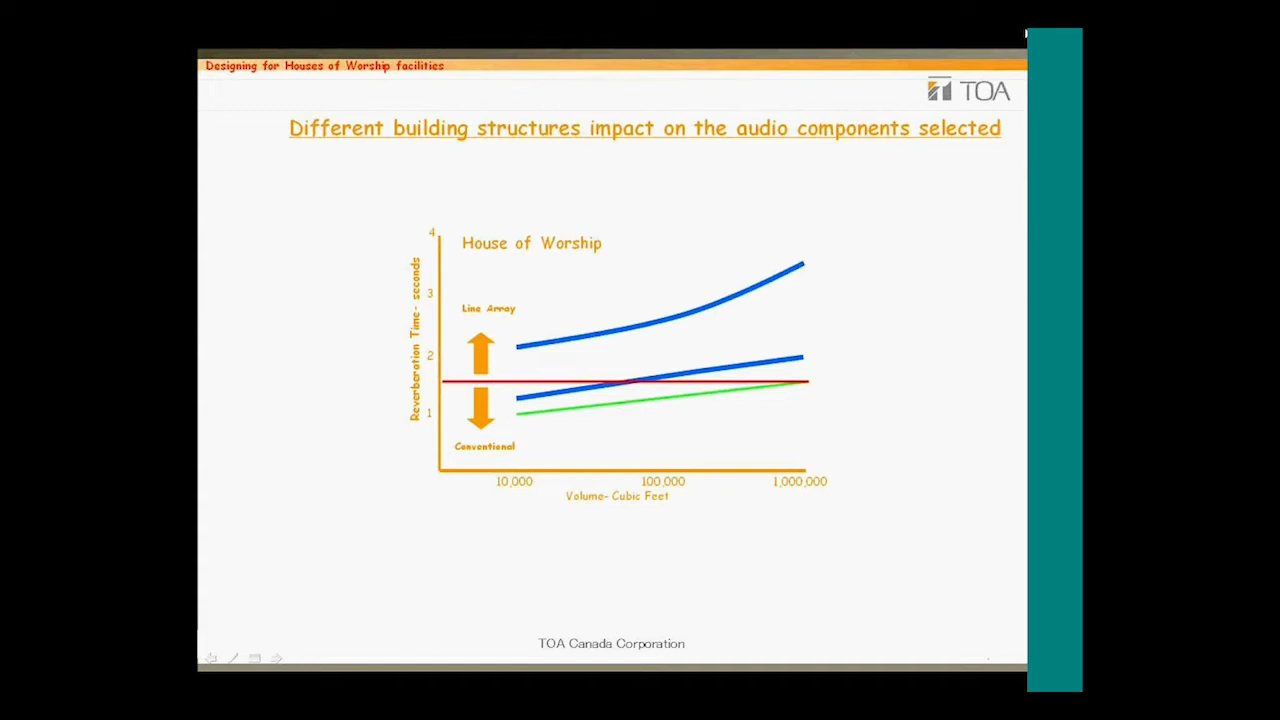 Designing for Houses of Worship facilities
TOA
Different building structures impact on the audio components selected
4
House of Worship
3
Line Array
Reverberation Time- seconds
2
1
Conventional
10,000 100,000 1,000,000
Volume- Cubic Feet
TOA Canada Corporation